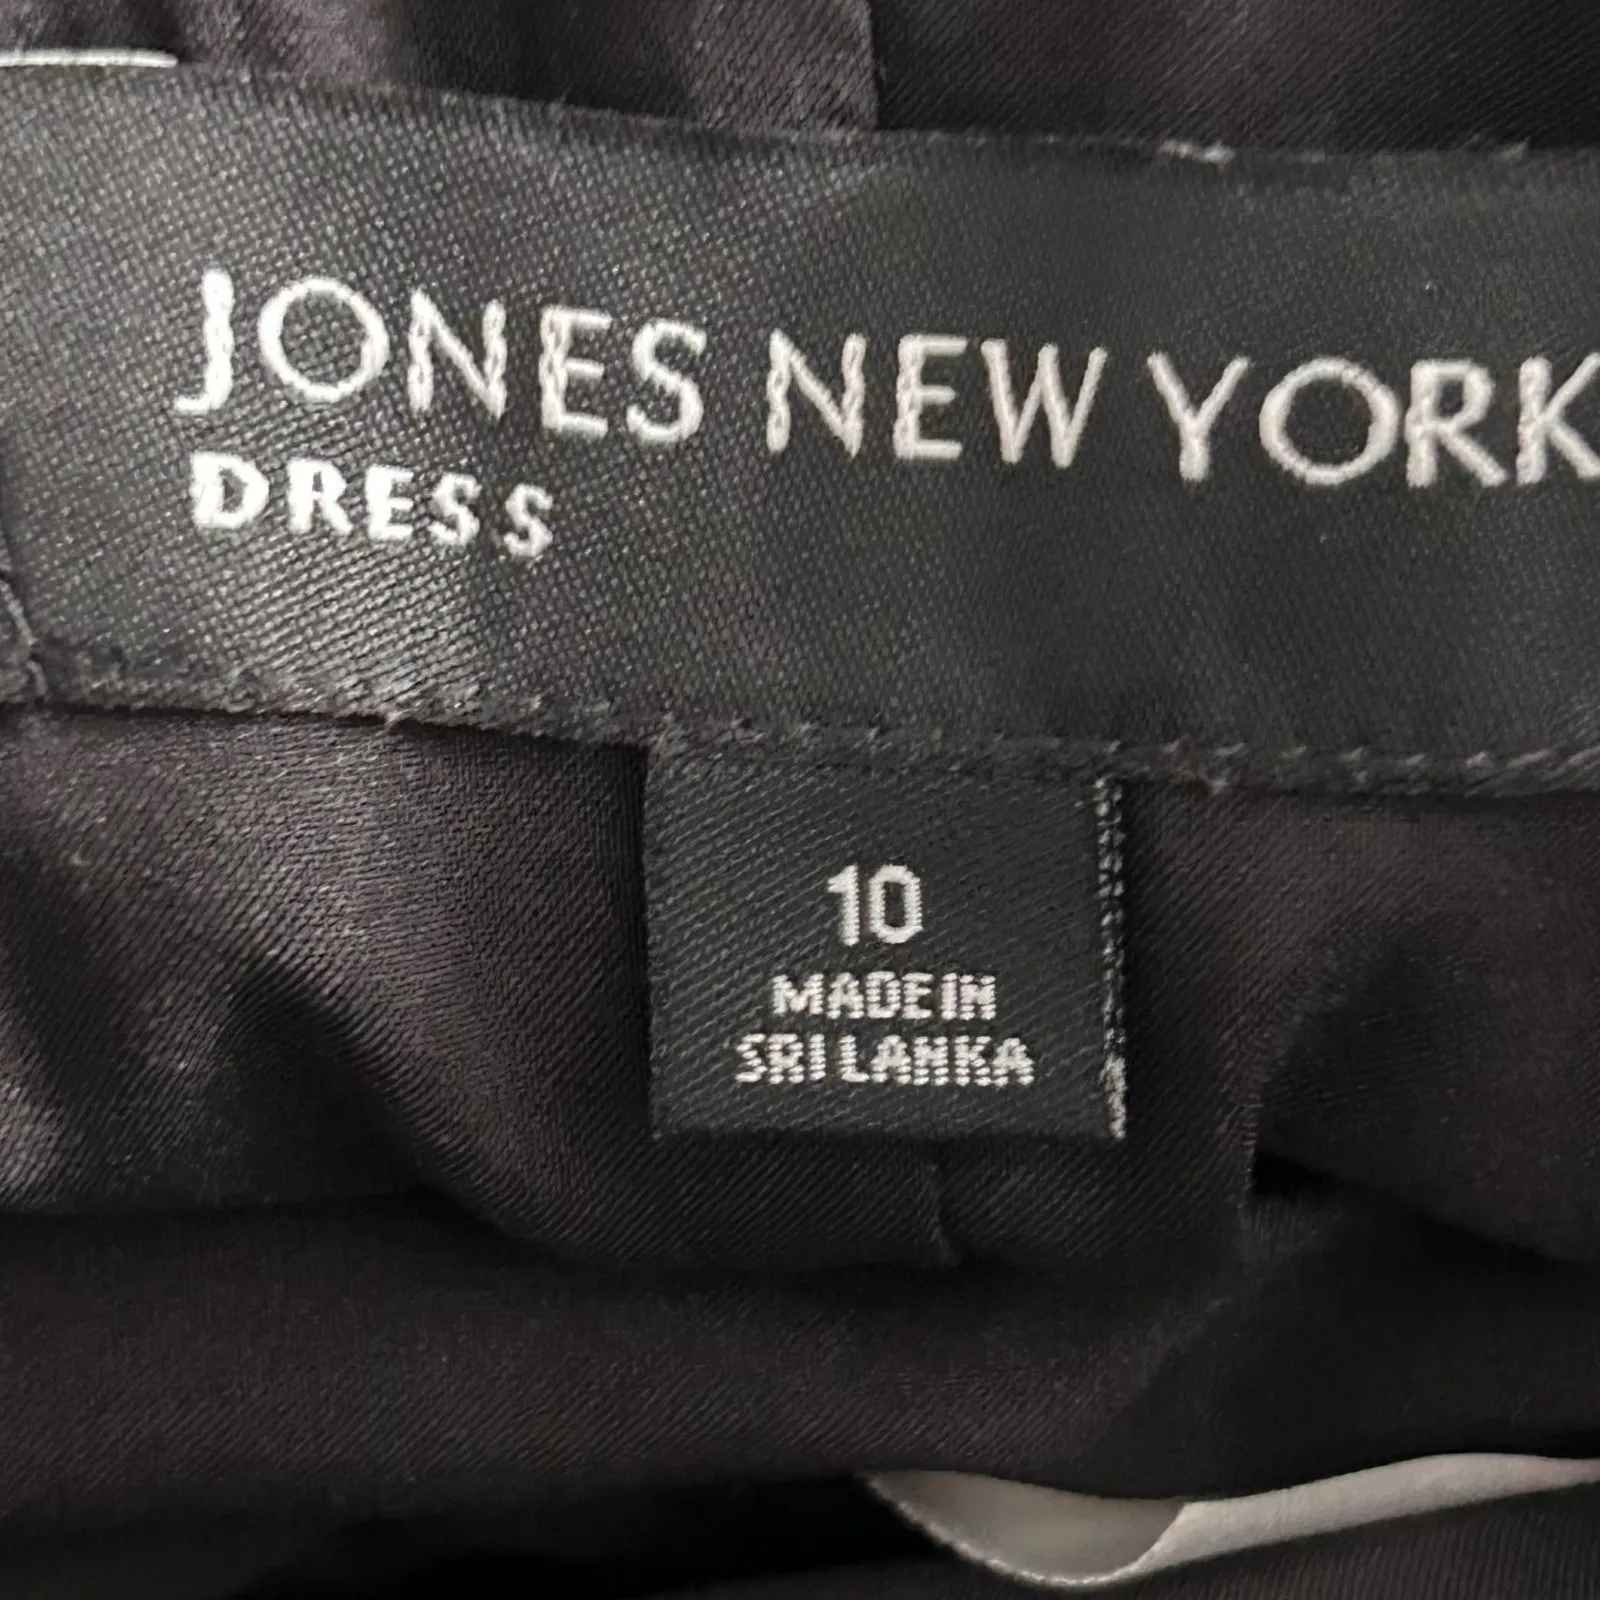 JONES NEW YORK
DRESS
10
MADE IN
SRI LANKA